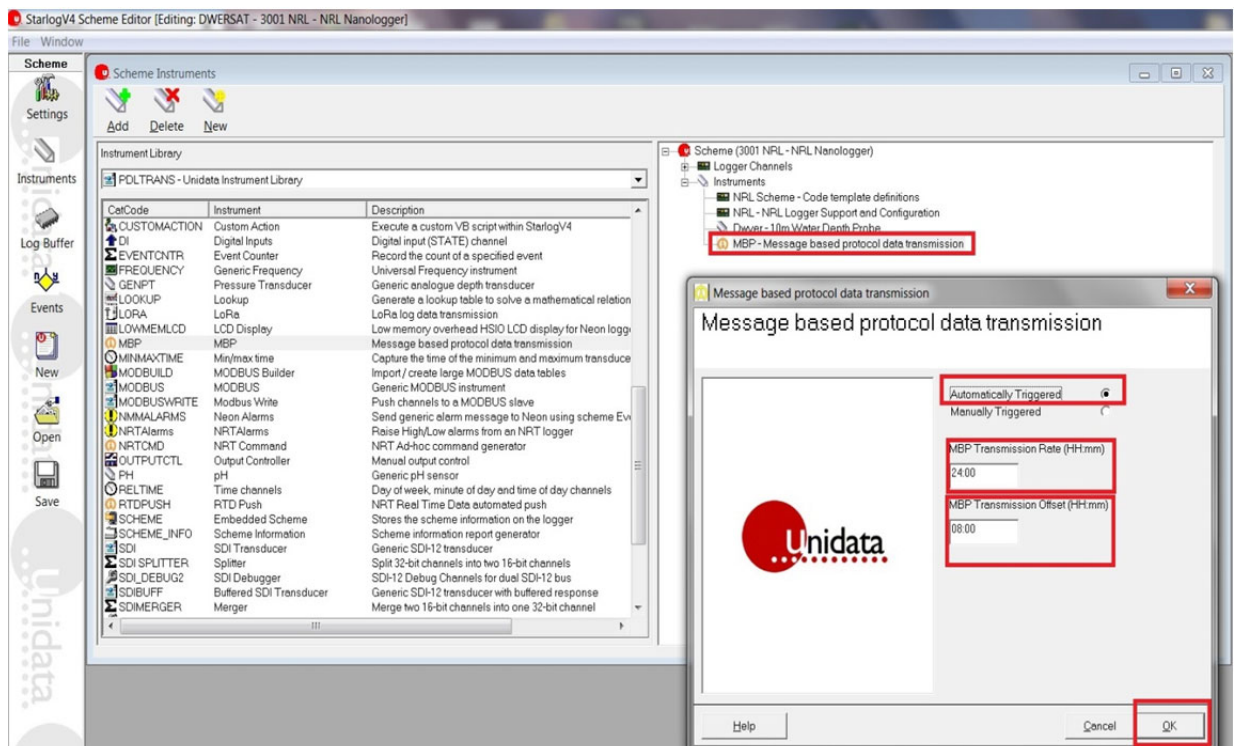 StarlogV4 Scheme Editor [Editing: DWERSAT - 3001 NRL - NRL Nanologger]
File Window
Scheme
Settings
Instruments
Log Buffer
Events
New
Open
Save
Unidata
Scheme Instruments
Add Delete New
Instrument Library
PDLTRANS - Unidata Instrument Library
CatCode Instrument Description
CUSTOMACTION Custom Action Execute a custom VB script within StarlogV4
DI Digital Inputs Digital input (STATE) channel
EVENTCNTR Event Counter Record the count of a specified event
FREQUENCY Generic Frequency Universal Frequency instrument
GENPT Pressure Transducer Generic analogue depth transducer
LOOKUP Lookup Generate a lookup table to solve a mathematical relation
LORA LoRa LoRa log data transmission
LOWMEMLCD LCD Display Low memory overhead HSIO LCD display for Neon logg
MBP MBP Message based protocol data transmission
MINMAXTIME Min/max time Capture the time of the minimum and maximum transduce
MODBUILD MODBUS Builder Import / create large MODBUS data tables
MODBUS MODBUS Generic MODBUS instrument
MODBUSWRITE Modbus Write Push channels to a MODBUS slave
NMMALARMS Neon Alarms Send generic alarm message to Neon using scheme Ev
NRTAlerms NRTAlarms Raise High/Low alarms from an NRT logger
NRTCMD NRT Command NRT Ad-hoc command generator
OUTPUTCTL Output Controller Manual output control
PH pH Generic pH sensor
RELTIME Time channels Day of week, minute of day and time of day channels
RTDPUSH RTD Push NRT Real Time Data automated push
SCHEME Embedded Scheme Stores the scheme information on the logger
SCHEME_INFO Scheme Information Scheme information report generator
SDI SDI Transducer Generic SDI-12 transducer
SDI SPLITTER Splitter Split 32-bit channels into two 16-bit channels
SDI_DEBUG2 SDI Debugger SDI-12 Debug Channels for dual SDI-12 bus
SDIBUFF Buffered SDI Transducer Generic SDI-12 transducer with buffered response
SDIMERGER Merger Merge two 16-bit channels into one 32-bit channel
Scheme (3001 NRL - NRL Nanologger)
Logger Channels
Instruments
NRL Scheme - Code template definitions
NRL - NRL Logger Support and Configuration
Dwyer - 10m Water Depth Probe
MBP - Message based protocol data transmission
Message based protocol data transmission
Message based protocol data transmission
Unidata
Automatically Triggered
Manually Triggered
MBP Transmission Rate (HH:mm)
24:00
MBP Transmission Offset (HH:mm)
08:00
Help Cancel OK